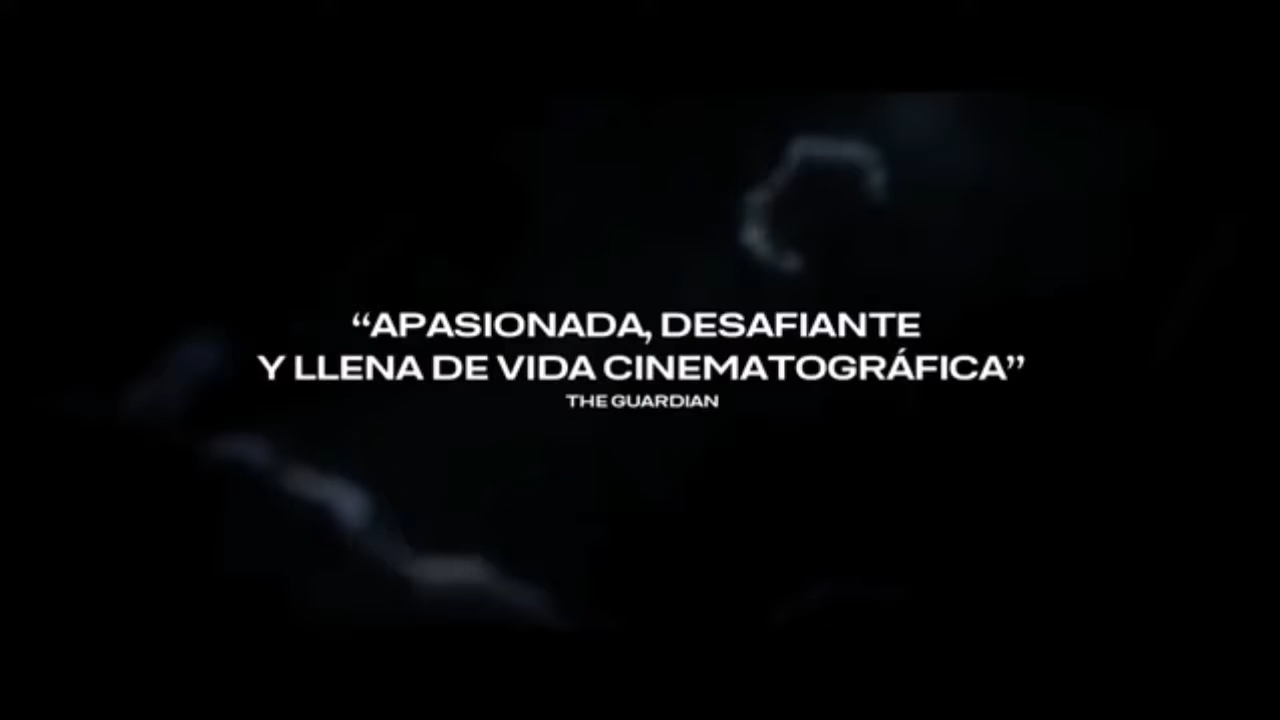 “APASIONADA, DESAFIANTE
Y LLENA DE VIDA CINEMATOGRÁFICA”
THE GUARDIAN